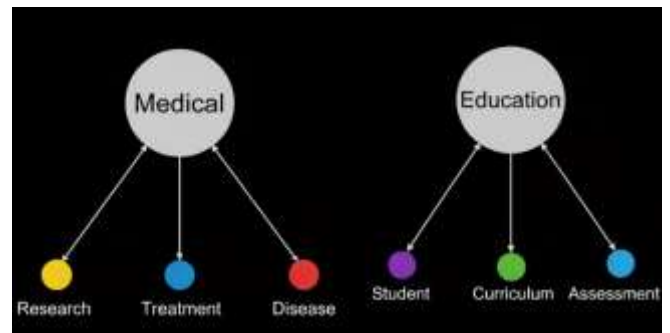 Medical
Education
Research
Treatment
Disease
Student
Curriculum
Assessment